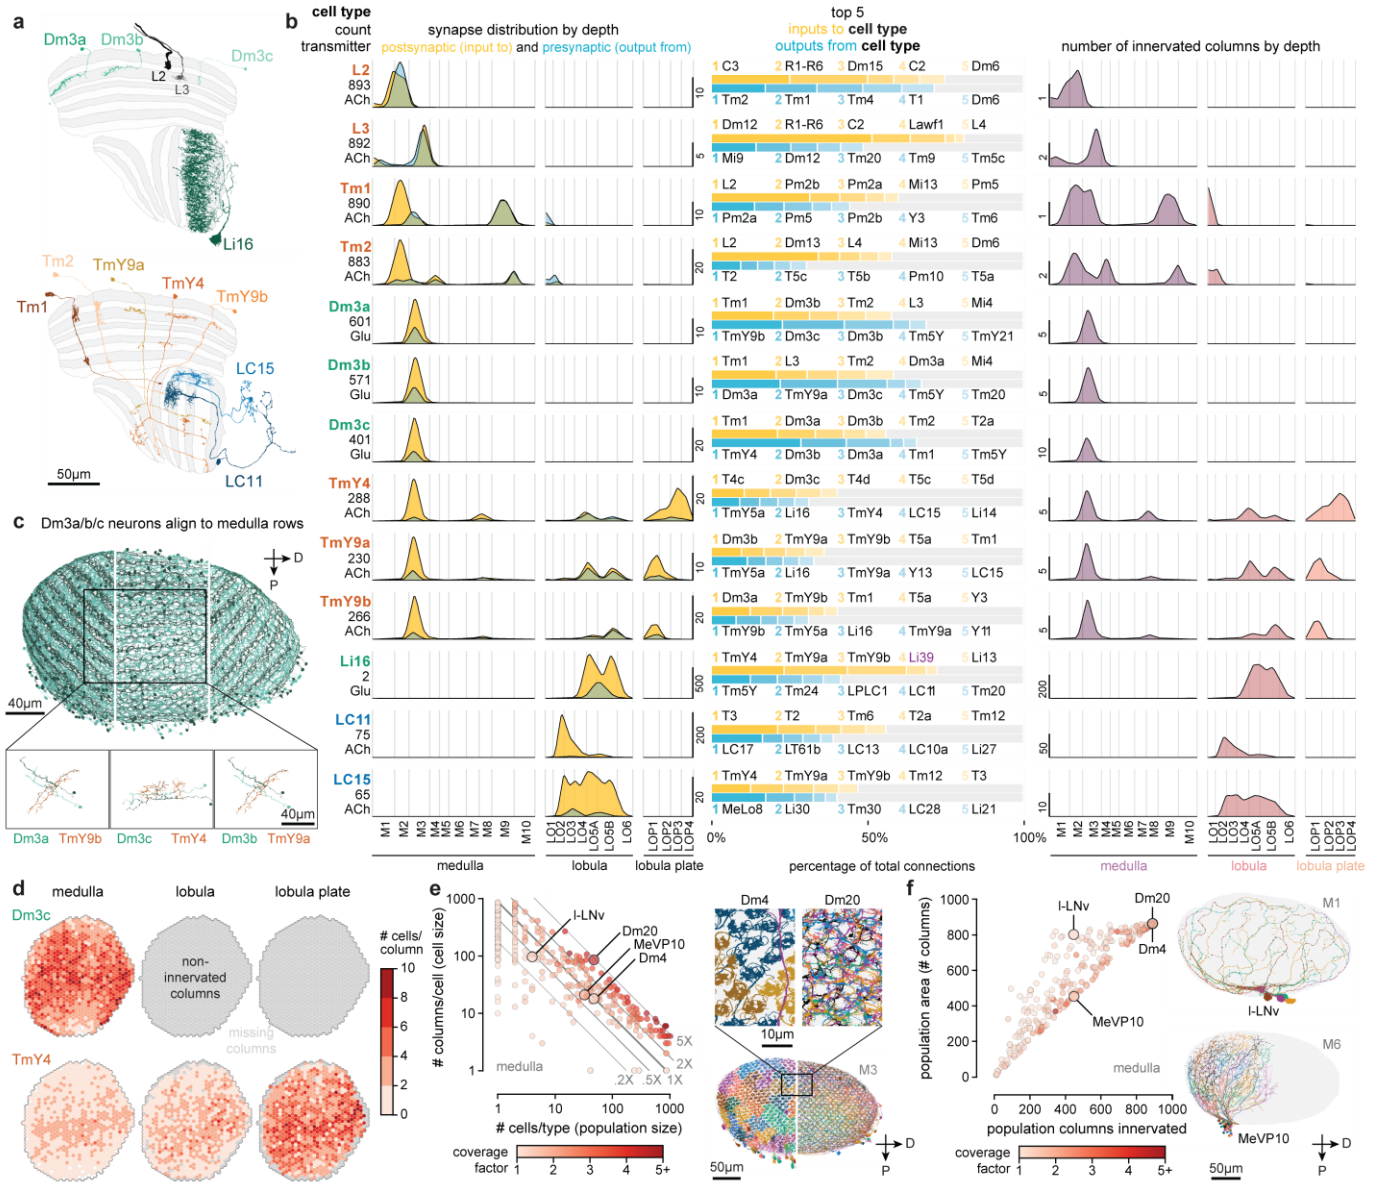 a
Dm3a
Dm3b
Dm3c
L2
L3
Li16
Tm2
TmY9a
TmY4
TmY9b
Tm1
LC15
LC11
50µm
b
cell type
count
transmitter
synapse distribution by depth
postsynaptic (input to) and presynaptic (output from)
top 5
inputs to cell type
outputs from cell type
number of innervated columns by depth
L2
893
ACh
10
1 C3 2 R1-R6 3 Dm15 4 C2 5 Dm6
1 Tm2 2 Tm1 3 Tm4 4 T1 5 Dm6
1
L3
892
ACh
5
1 Dm12 2 R1-R6 3 C2 4 Lawf1 5 L4
1 Mi9 2 Dm12 3 Tm20 4 Tm9 5 Tm5c
2
Tm1
890
ACh
10
1 L2 2 Pm2b 3 Pm2a 4 Mi13 5 Pm5
1 Pm2a 2 Pm5 3 Pm2b 4 Y3 5 Tm6
1
Tm2
883
ACh
20
1 L2 2 Dm13 3 L4 4 Mi13 5 Dm6
1 T2 2 T5c 3 T5b 4 Pm10 5 T5a
2
Dm3a
601
Glu
10
1 Tm1 2 Dm3b 3 Tm2 4 L3 5 Mi4
1 TmY9b 2 Dm3c 3 Dm3b 4 Tm5Y 5 TmY21
5
Dm3b
571
Glu
10
1 Tm1 2 L3 3 Tm2 4 Dm3a 5 Mi4
1 Dm3a 2 TmY9a 3 Dm3c 4 Tm5Y 5 Tm20
5
Dm3c
401
Glu
20
1 Tm1 2 Dm3a 3 Dm3b 4 Tm2 5 T2a
1 TmY4 2 Dm3b 3 Dm3a 4 Tm1 5 Tm5Y
10
TmY4
288
ACh
20
1 T4c 2 Dm3c 3 T4d 4 T5c 5 T5d
1 TmY5a 2 Li16 3 TmY4 4 LC15 5 Li14
5
TmY9a
230
ACh
10
1 Dm3b 2 TmY9a 3 TmY9b 4 T5a 5 Tm1
1 TmY5a 2 Li16 3 TmY9a 4 Y13 5 LC15
5
TmY9b
266
ACh
20
1 Dm3a 2 TmY9b 3 Tm1 4 T5a 5 Y3
1 TmY9b 2 TmY5a 3 Li16 4 TmY9a 5 Y11
5
Li16
2
Glu
500
1 TmY4 2 TmY9a 3 TmY9b 4 Li39 5 Li13
1 Tm5Y 2 Tm24 3 LPLC1 4 LC11 5 Tm20
200
LC11
75
ACh
200
1 T3 2 T2 3 Tm6 4 T2a 5 Tm12
1 LC17 2 LT61b 3 LC13 4 LC10a 5 Li27
50
LC15
65
ACh
20
1 TmY4 2 TmY9a 3 TmY9b 4 Tm12 5 T3
1 MeLo8 2 Li30 3 Tm30 4 LC28 5 Li21
10
M1 M2 M3 M4 M5 M6 M7 M8 M9 M10
LO1 LO2 LO3 LO4 LO5A LO5B LO6
LOP1 LOP2 LOP3 LOP4
0% 50% 100%
M1 M2 M3 M4 M5 M6 M7 M8 M9 M10
LO1 LO2 LO3 LO4 LO5A LO5B LO6
LOP1 LOP2 LOP3 LOP4
medulla lobula lobula plate
percentage of total connections
medulla lobula lobula plate
c
Dm3a/b/c neurons align to medulla rows
D
P
40µm
40µm
Dm3a TmY9b
Dm3c TmY4
Dm3b TmY9a
d
medulla lobula lobula plate
Dm3c
non-
innervated
columns
missing
columns
TmY4
# cells/
column
10
8
6
4
2
0
e
# columns/cell (cell size)
1000
100
10
1
l-LNv
Dm20
MeVP10
Dm4
5X
2X
1X
.5X
.2X
medulla
1 10 100 1000
# cells/type (population size)
coverage
factor
1 2 3 4 5+
Dm4 Dm20
10µm
M3
50µm
D
P
f
population area (# columns)
1000
800
600
400
200
0
l-LNv
Dm20
Dm4
MeVP10
medulla
0 200 400 600 800 1000
population columns innervated
coverage
factor
1 2 3 4 5+
M1
l-LNv
M6
MeVP10
50µm
D
P